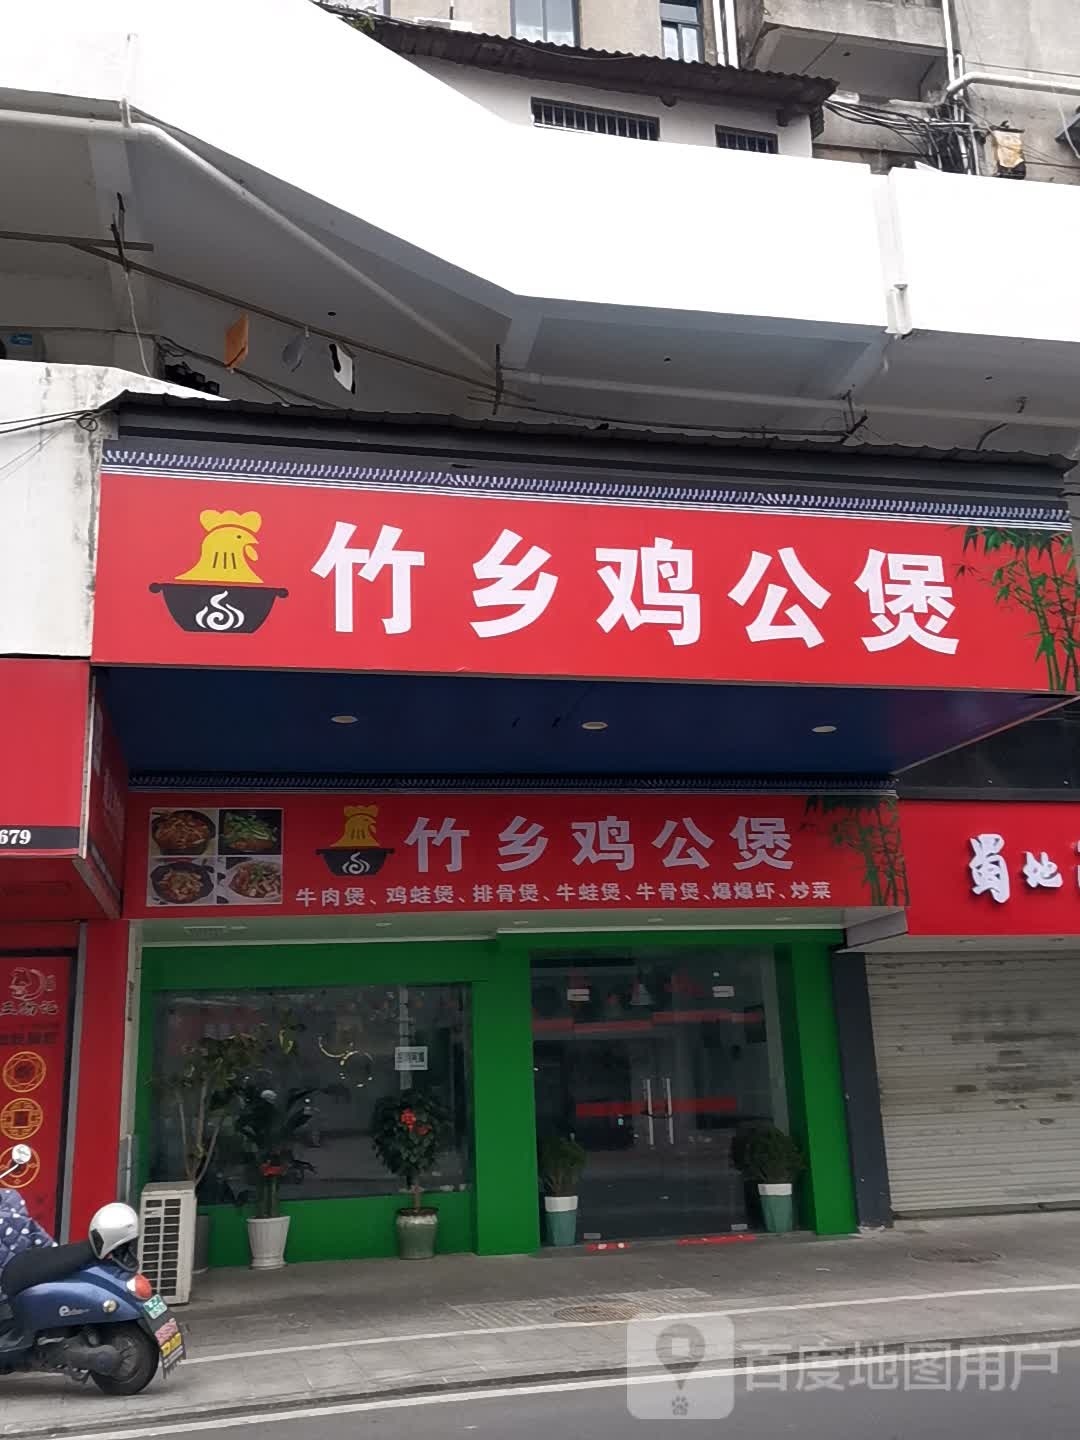 竹乡鸡公煲
679
竹乡鸡公煲
牛肉煲、鸡蛙煲、排骨煲、牛蛙煲、牛骨煲、爆爆虾、炒菜
蜀地
百度地图用户